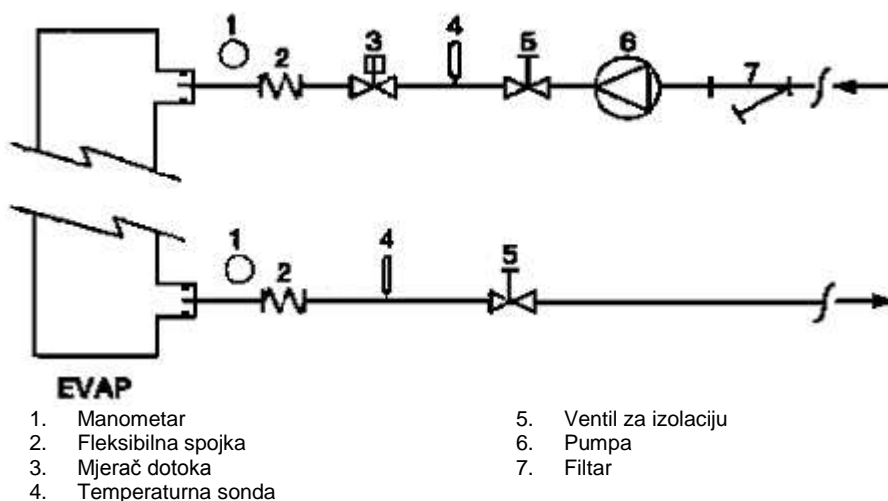 1 2 3 4 5 6 7
1 2 4 5
EVAP
1. Manometar
2. Fleksibilna spojka
3. Mjerač dotoka
4. Temperaturna sonda
5. Ventil za izolaciju
6. Pumpa
7. Filtar